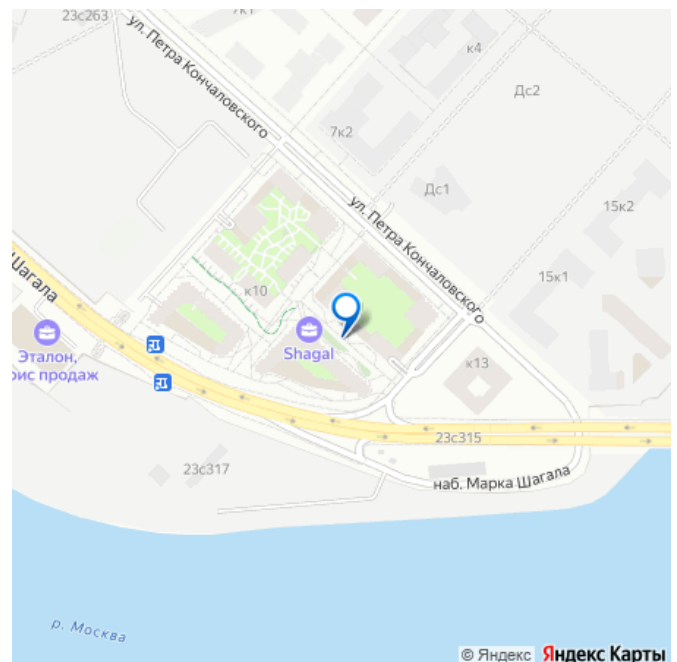 23с263
7к1
ул. Петра Кончаловского
к4
Дс2
7к2
Дс1
15к2
ул. Петра Кончаловского
15к1
Шагала
к10
Эталон,
рис продаж
Shagal
к13
23с315
23с317
наб. Марка Шагала
р. Москва
© Яндекс Яндекс Карты